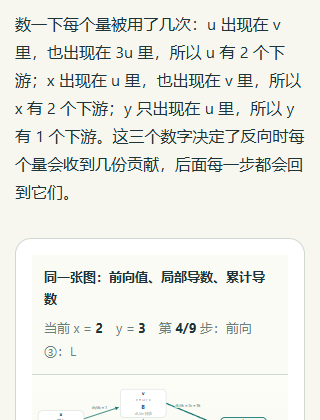 数一下每个量被用了几次：u 出现在 v
里，也出现在 3u 里，所以 u 有 2 个下
游；x 出现在 u 里，也出现在 v 里，所以
x 有 2 个下游；y 只出现在 u 里，所以 y
有 1 个下游。这三个数字决定了反向时每
个量会收到几份贡献，后面每一步都会回
到它们。
同一张图：前向值、局部导数、累计导
数
当前 x = 2 y = 3 第 4/9 步：前向
③：L
v
8
u